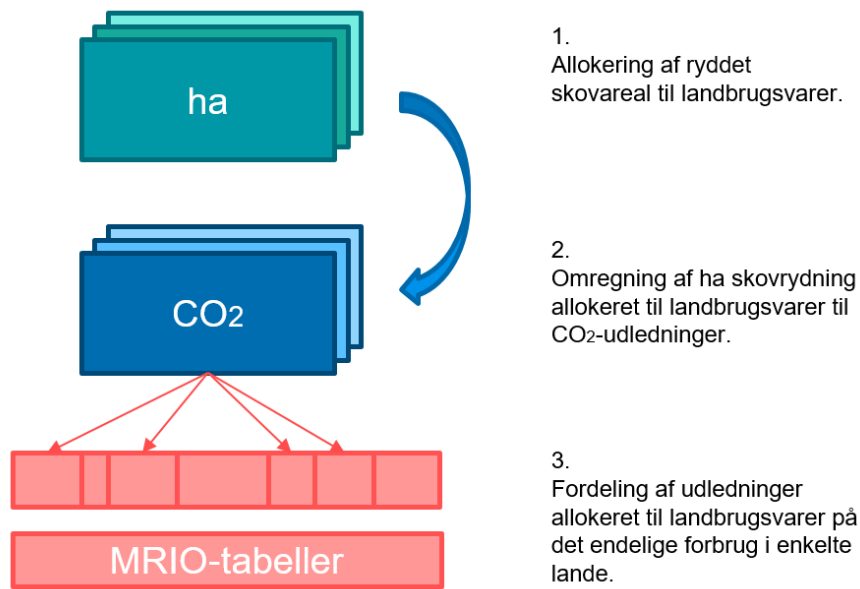 ha
1.
Allokering af ryddet
skovareal til landbrugsvarer.
CO2
2.
Omregning af ha skovrydning
allokeret til landbrugsvarer til
CO2-udledninger.
3.
Fordeling af udledninger
allokeret til landbrugsvarer på
det endelige forbrug i enkelte
lande.
MRIO-tabeller